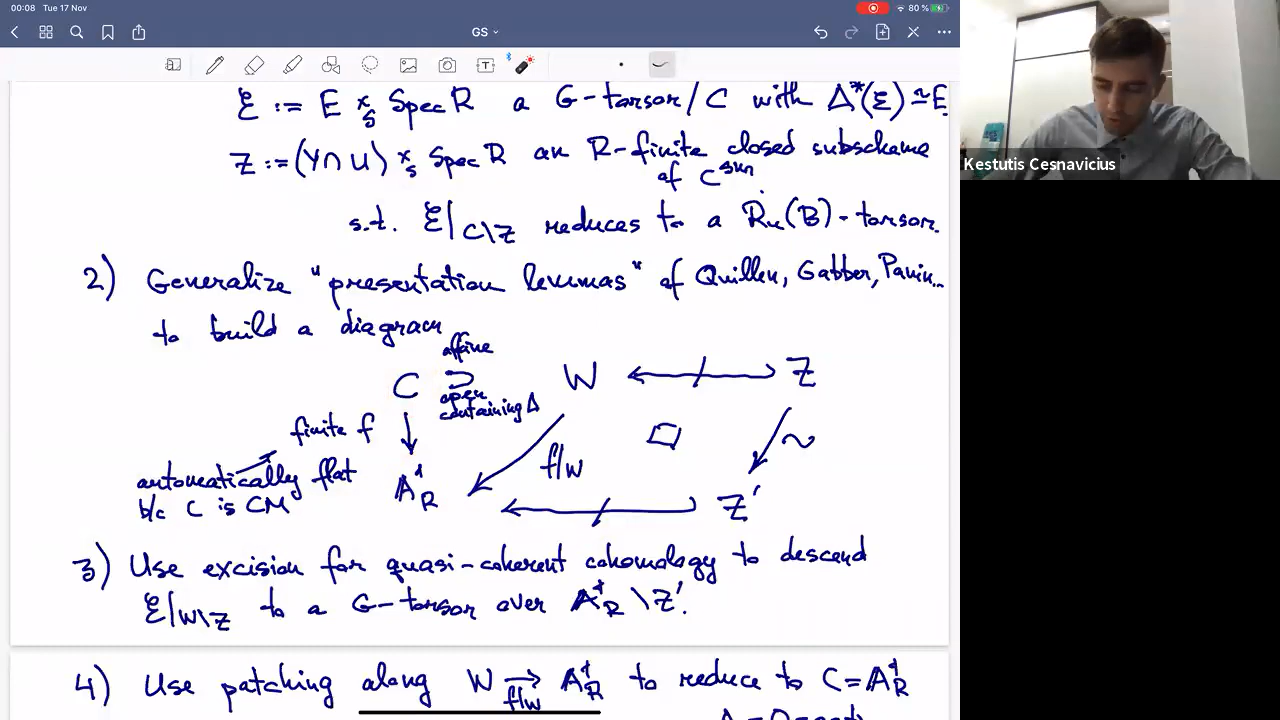 00:08 Tue 17 Nov
80 %
GS
ℰ := E ×_S Spec R a G-torsor / C with Δ*(ℰ) ≃ E
Z := (Y ∩ U) ×_S Spec R an R-finite closed subscheme
of C^sm
s.t. ℰ|_{C\Z} reduces to a R_u(B)-torsor.
Kestutis Cesnavicius
2) Generalize "presentation lemmas" of Quillen, Gabber, Panin...
to build a diagram
affine
C ⊃ W ↩ Z
open
containing Δ
finite f
f|_W
□
~
automatically flat
b/c C is CM
𝔸¹_R
Z'
3) Use excision for quasi-coherent cohomology to descend
ℰ|_{W\Z} to a G-torsor over 𝔸¹_R \ Z'.
4) Use patching along W → 𝔸¹_R to reduce to C = 𝔸¹_R
f|_W